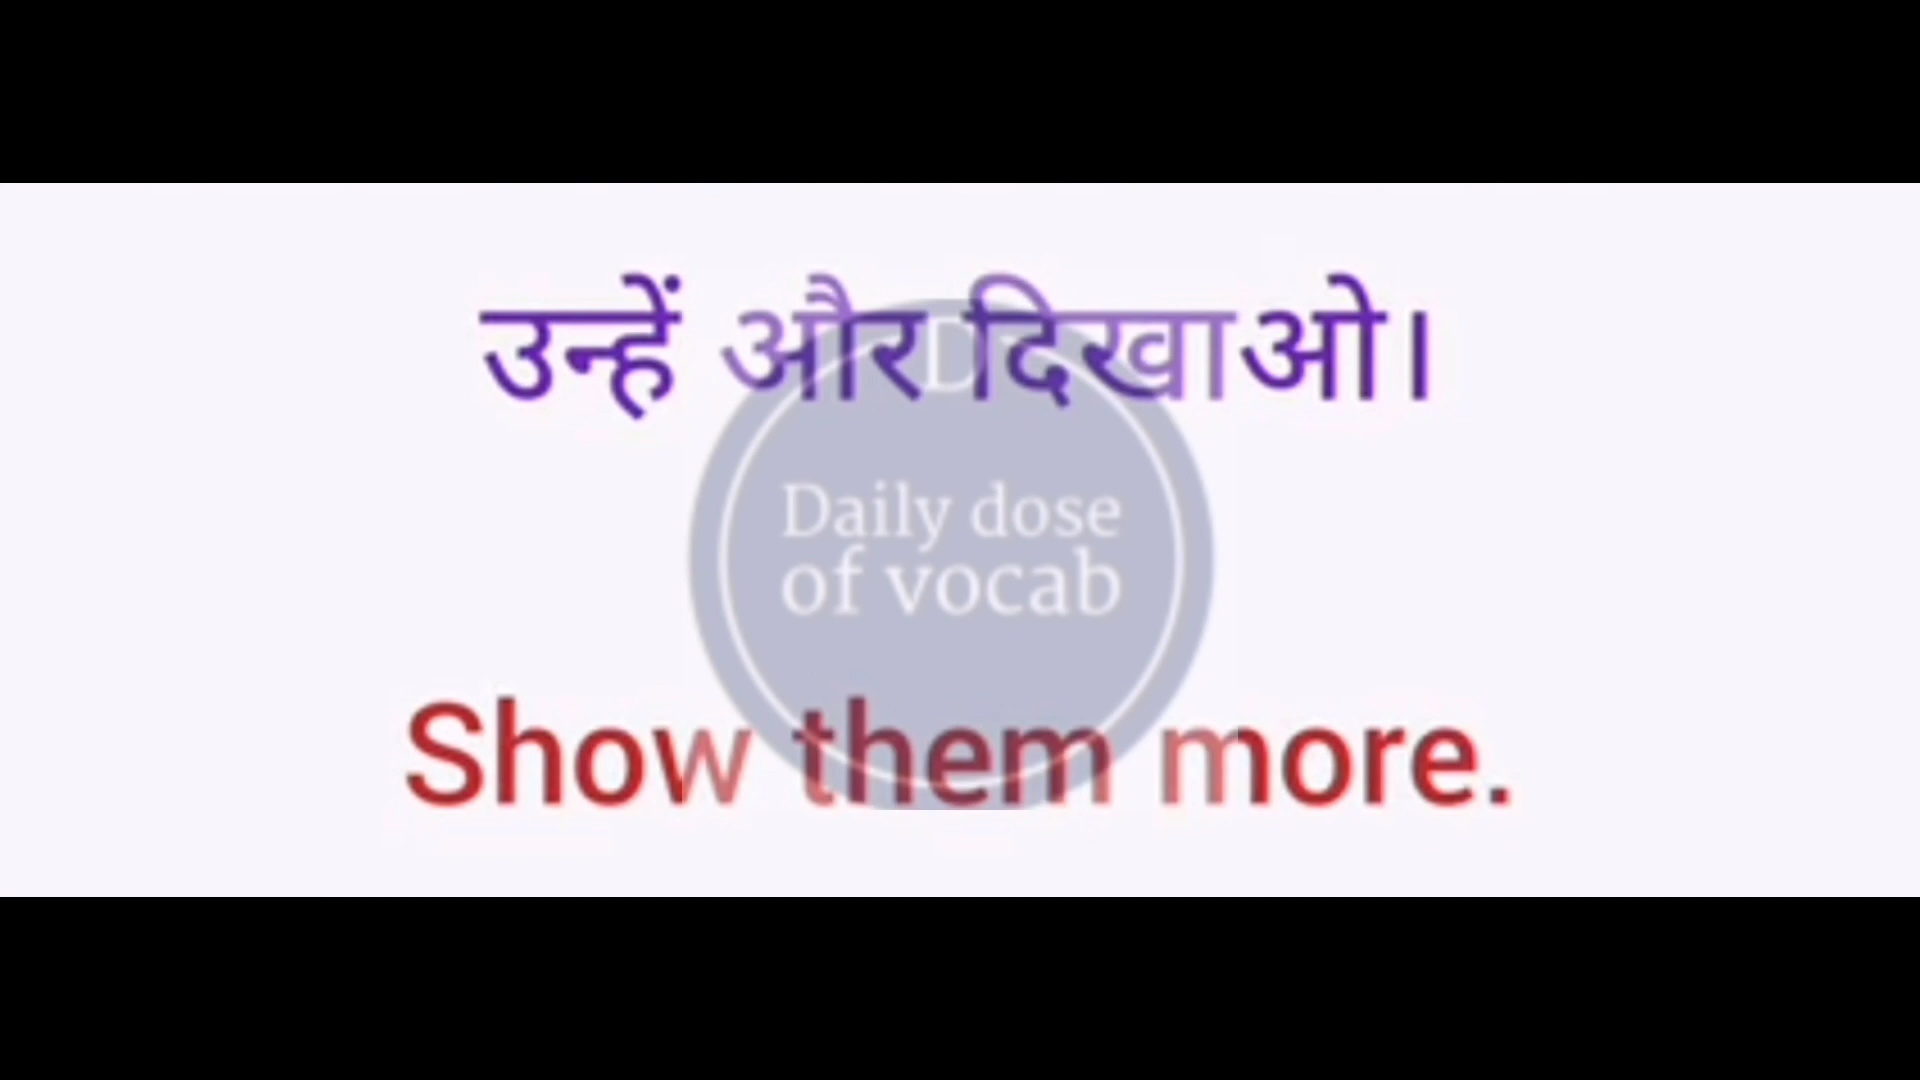 उन्हें और दिखाओ।
D
Daily dose
of vocab
Show them more.